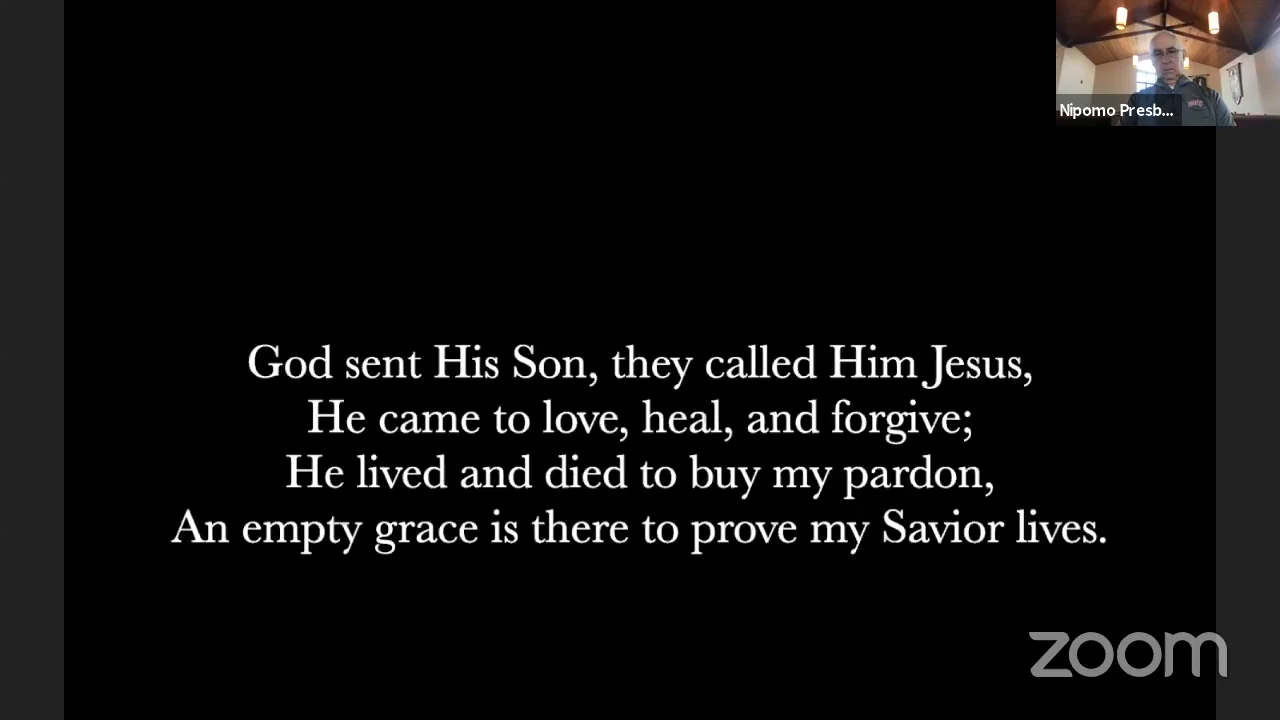 Nipomo Presb...
God sent His Son, they called Him Jesus,
He came to love, heal, and forgive;
He lived and died to buy my pardon,
An empty grace is there to prove my Savior lives.
zoom